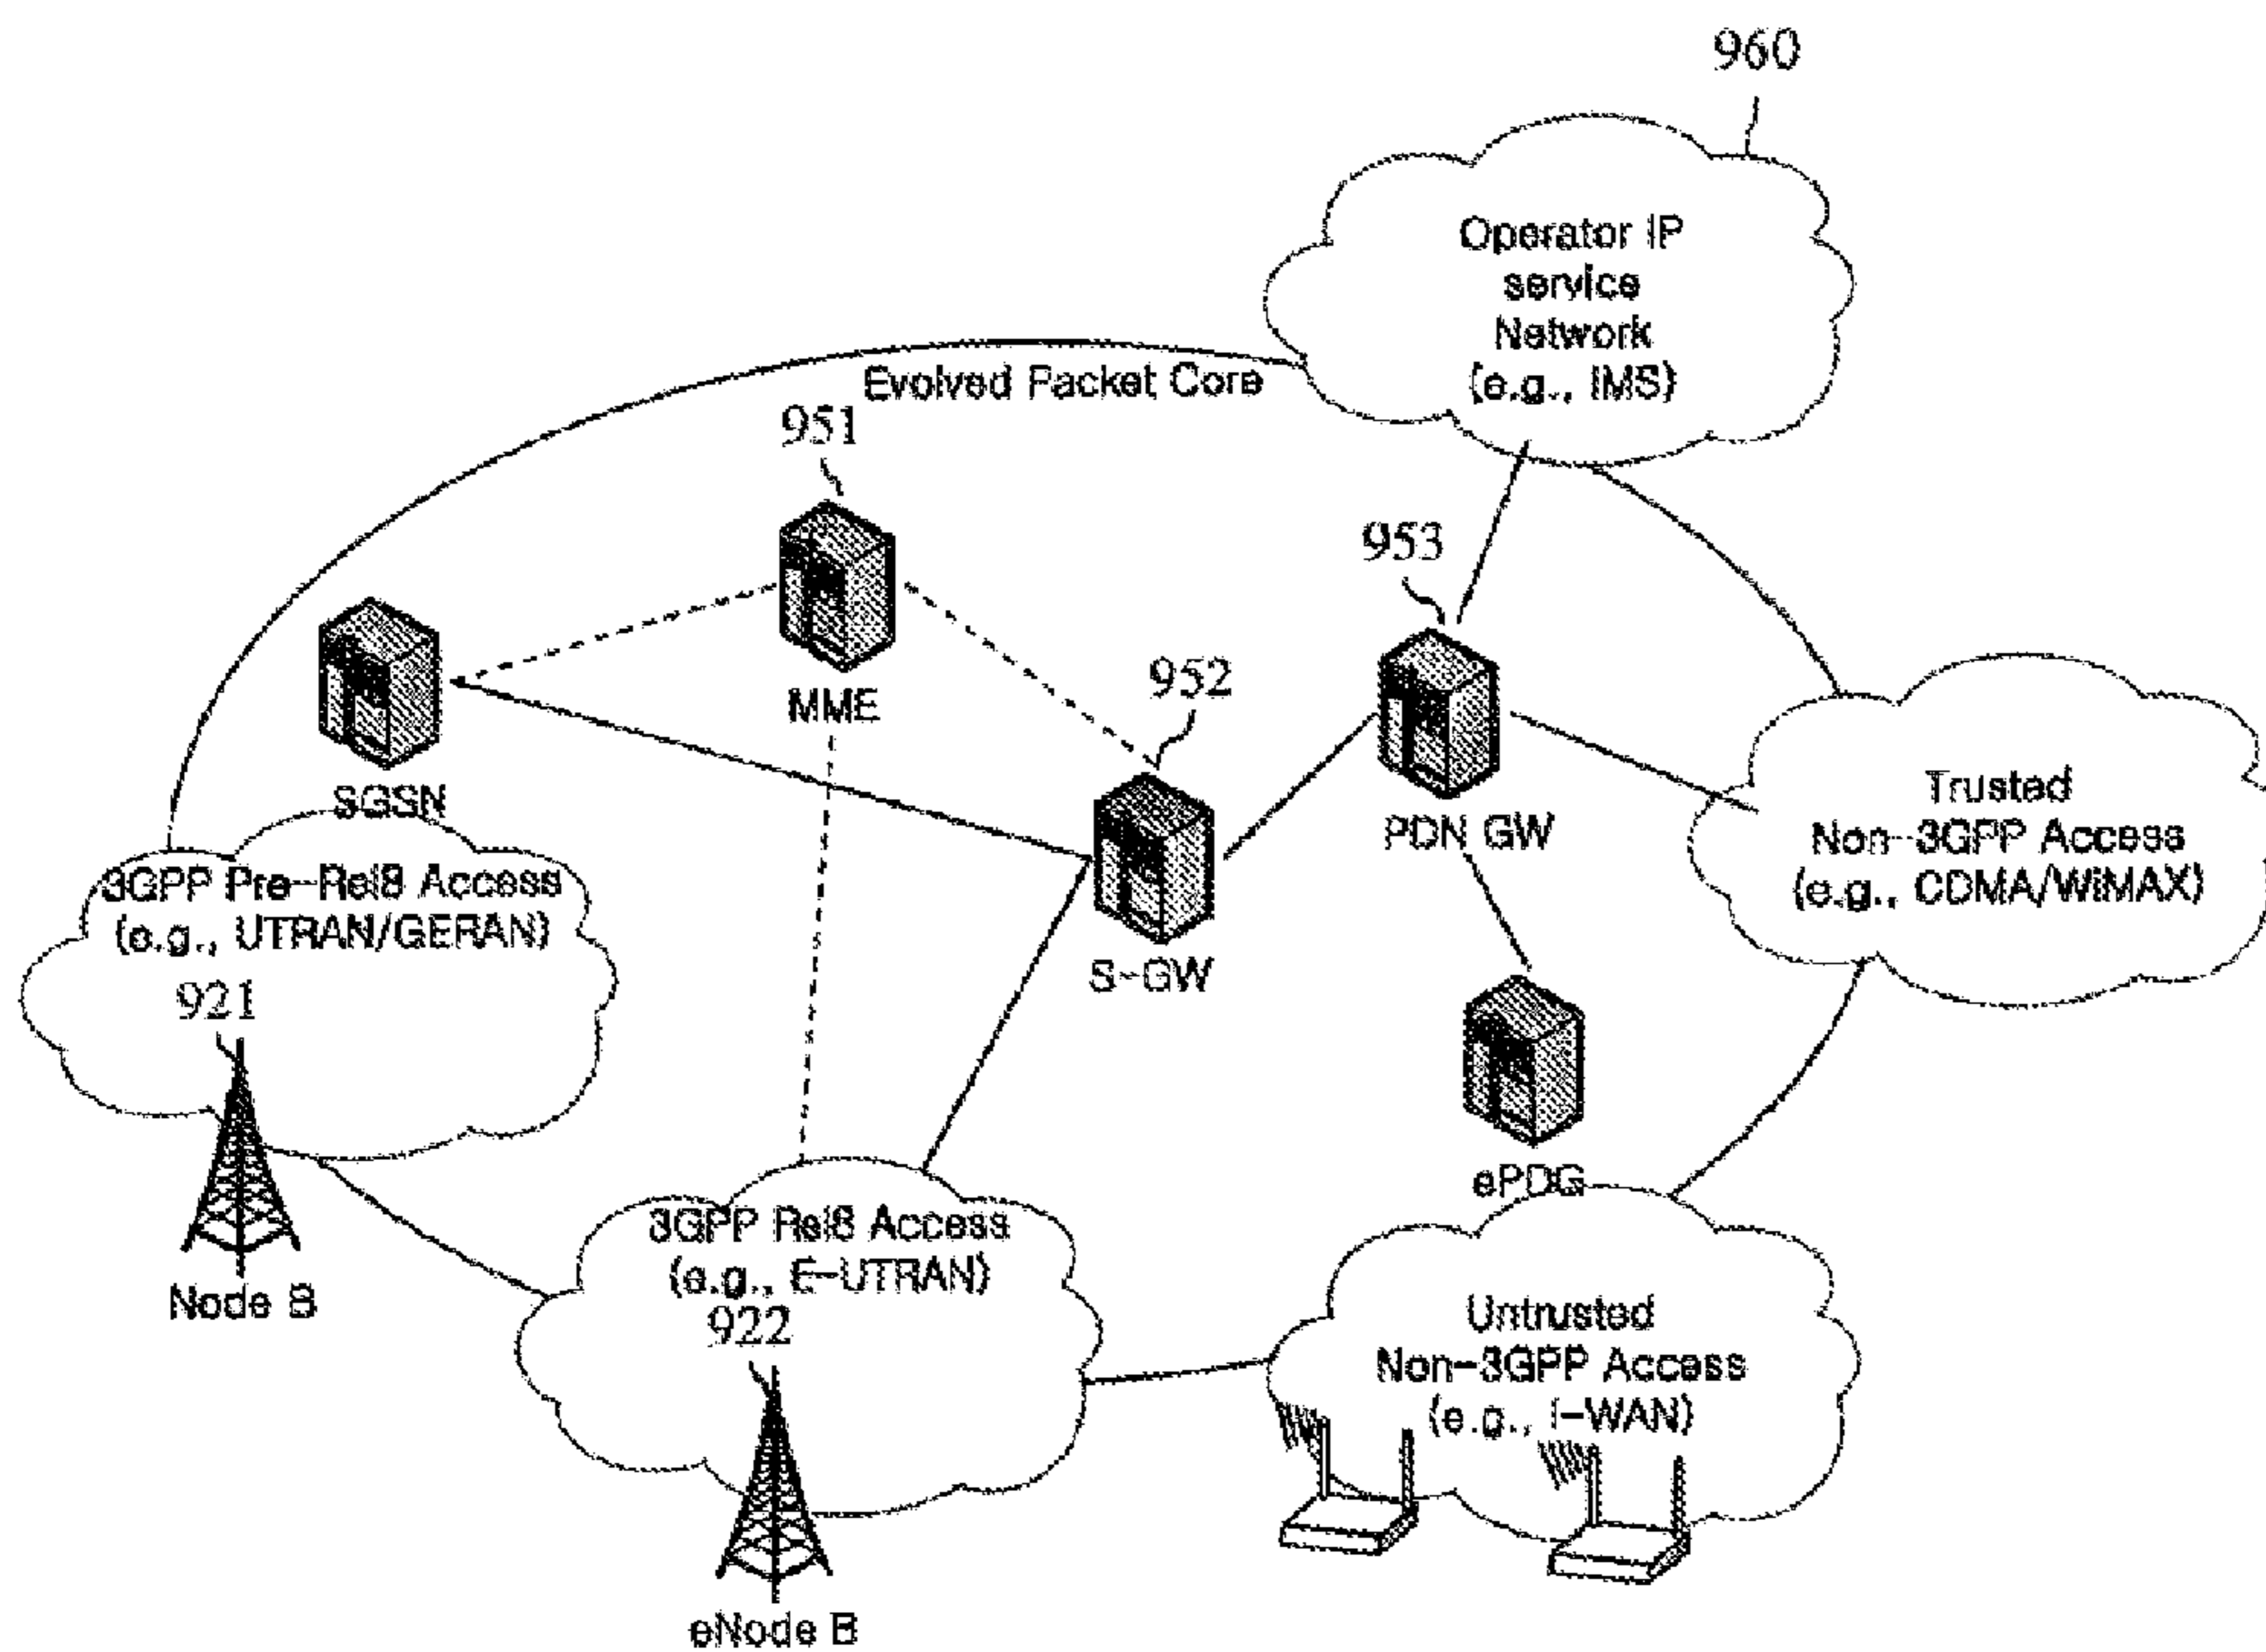 960
Operator IP
service
Network
(e.g., IMS)
Evolved Packet Core
951
953
MME
952
SGSN
PDN GW
Trusted
Non-3GPP Access
(e.g., CDMA/WiMAX)
3GPP Pre-Rel8 Access
(e.g., UTRAN/GERAN)
S-GW
921
ePDG
3GPP Rel8 Access
(e.g., E-UTRAN)
Node B
922
Untrusted
Non-3GPP Access
(e.g., I-WAN)
eNode B